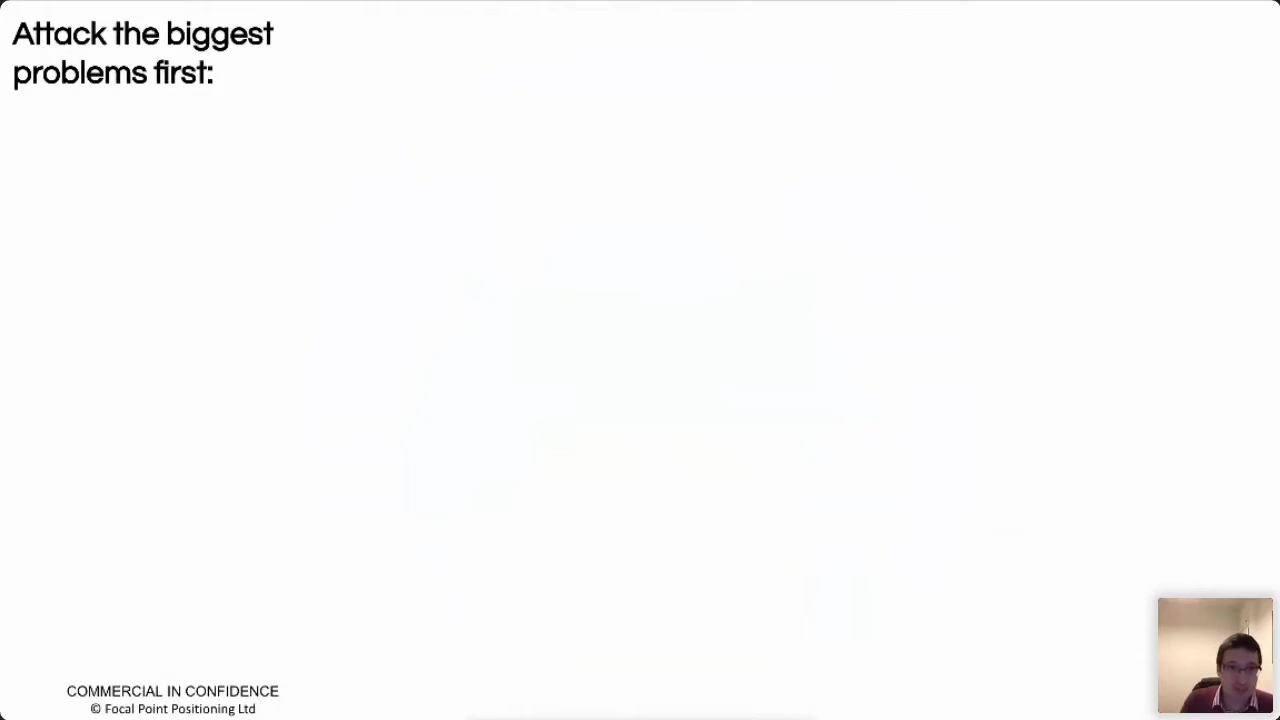 Attack the biggest
problems first:
COMMERCIAL IN CONFIDENCE
© Focal Point Positioning Ltd